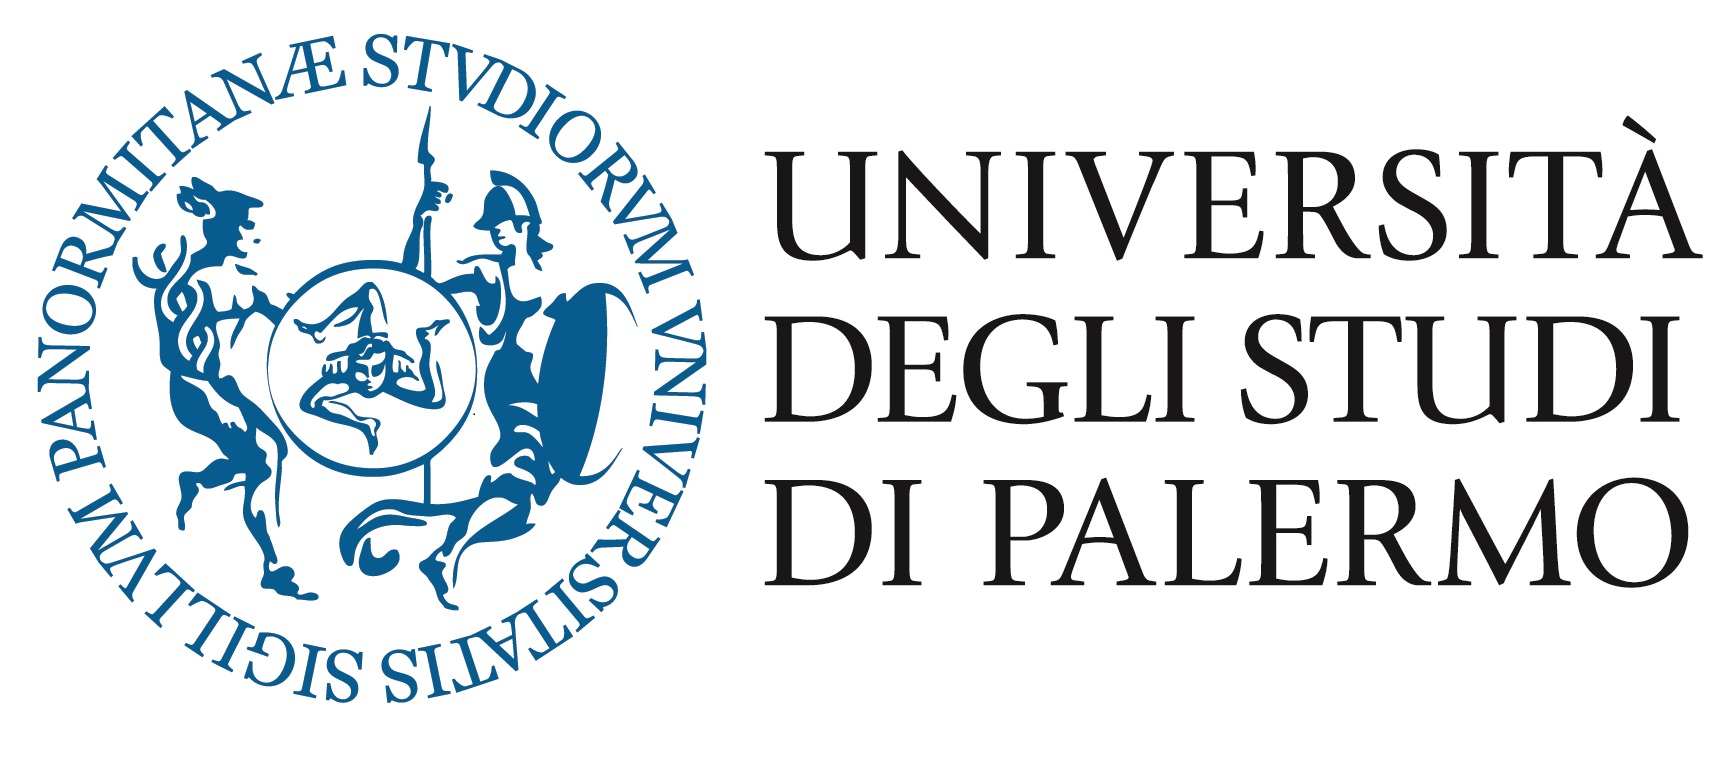 SIGILLVM PANORMITANÆ STVDIORVM VNIVERSITATIS
UNIVERSITÀ
DEGLI STUDI
DI PALERMO